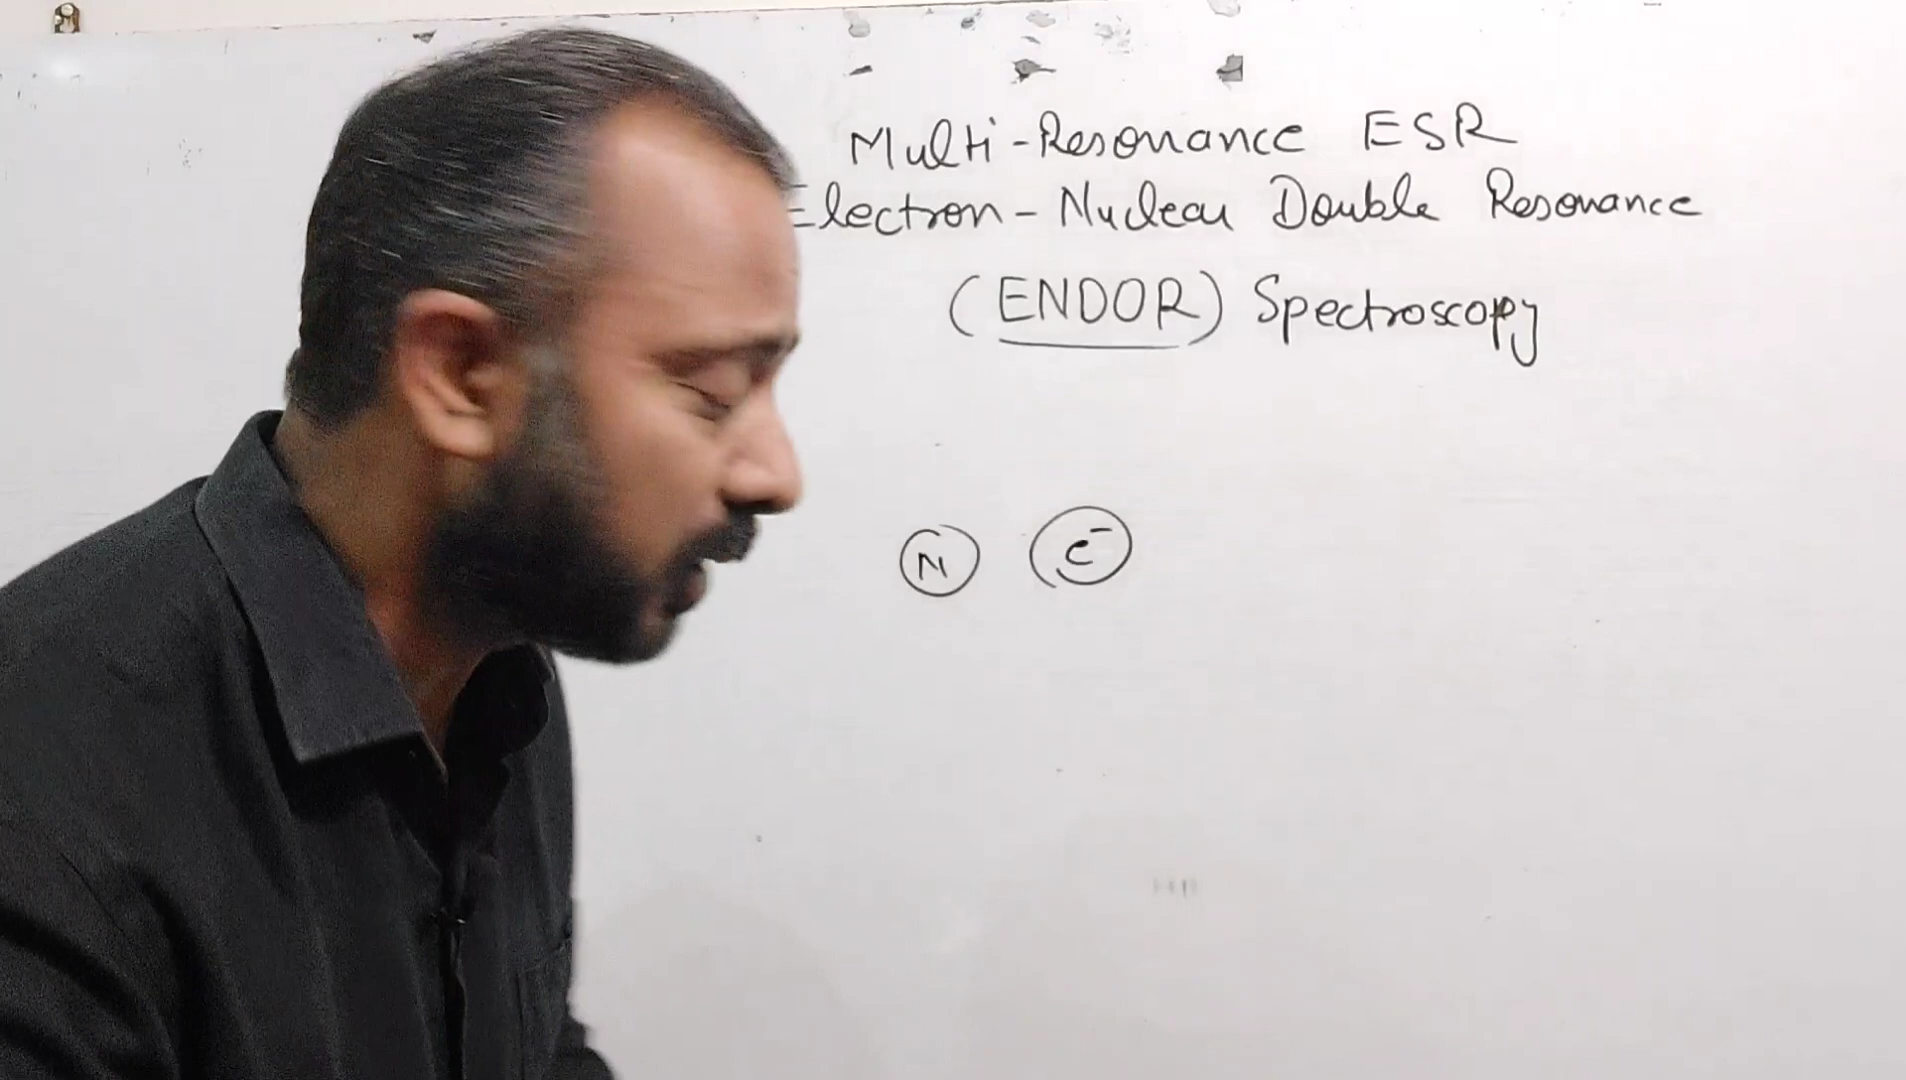 Multi-Resonance ESR
Electron-Nuclear Double Resonance
(ENDOR) Spectroscopy
N e⁻